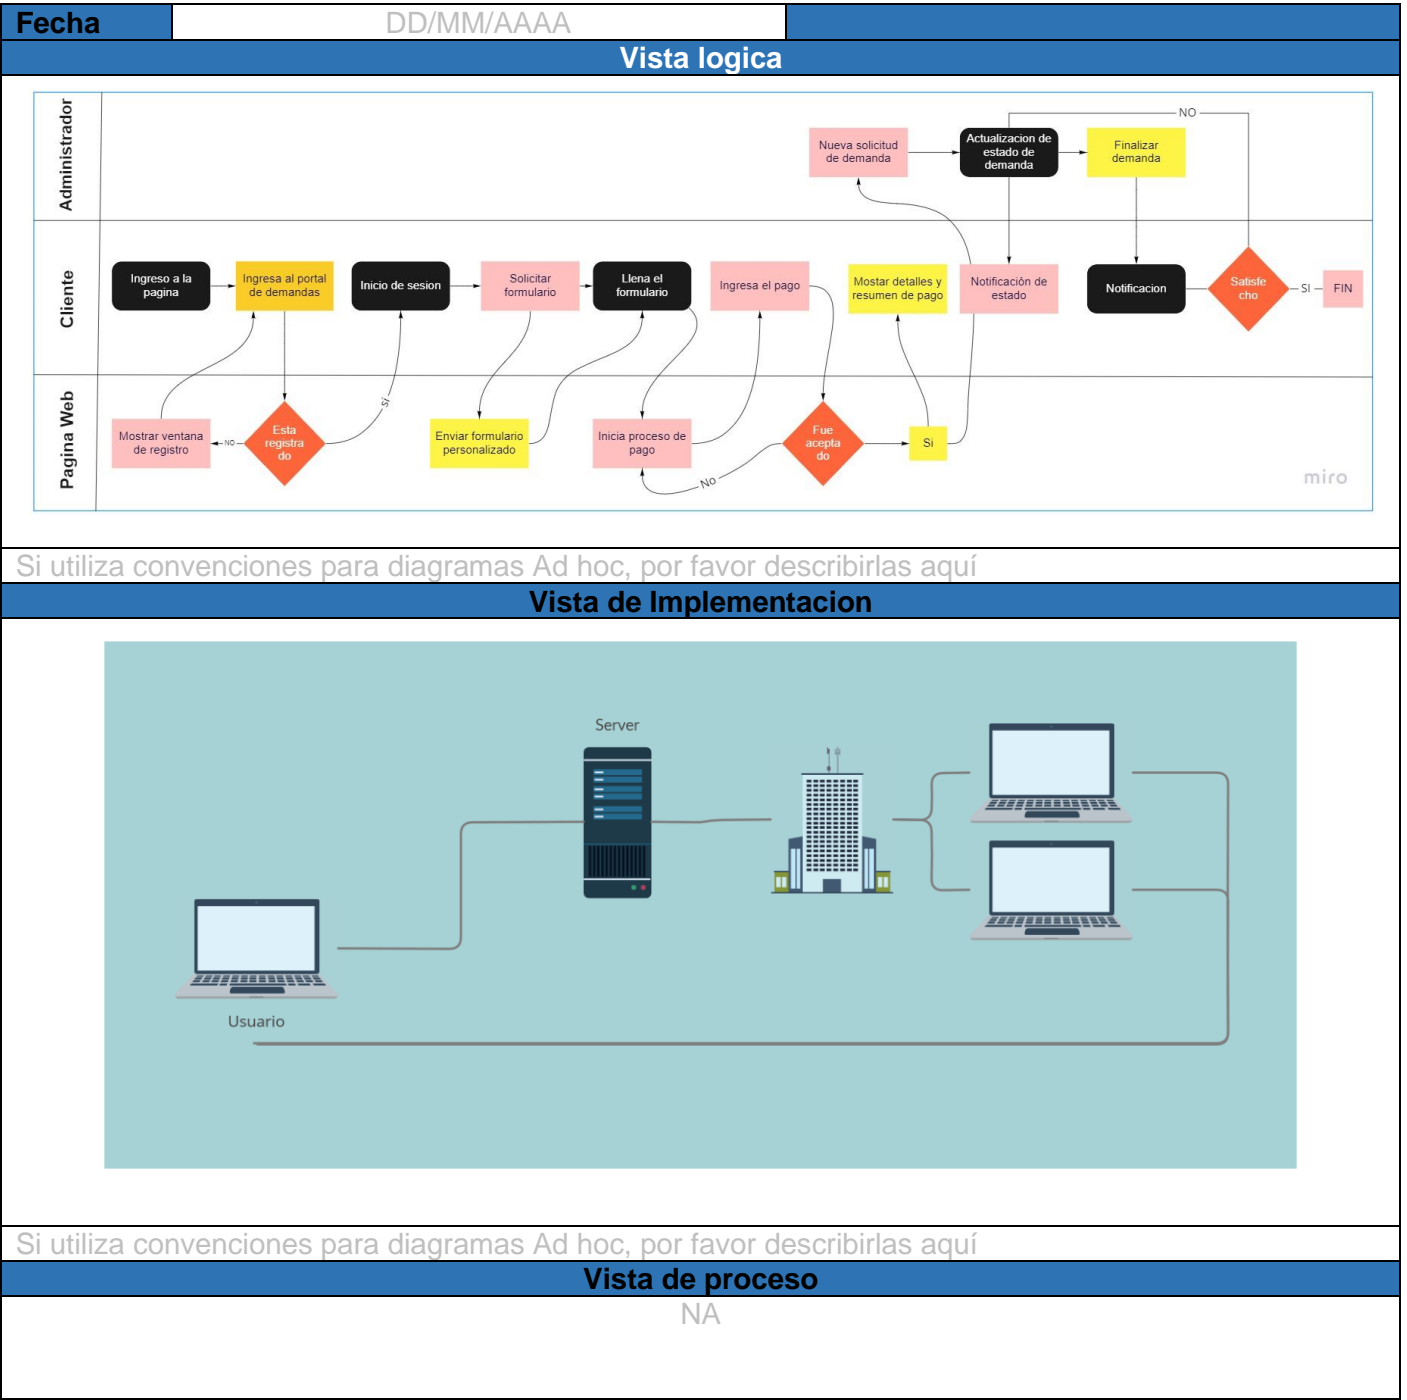 Fecha
DD/MM/AAAA
Vista logica
Administrador
Nueva solicitud
de demanda
Actualizacion de
estado de
demanda
Finalizar
demanda
NO
Cliente
Ingreso a la
pagina
Ingresa al portal
de demandas
Inicio de sesion
Solicitar
formulario
Llena el
formulario
Ingresa el pago
Mostar detalles y
resumen de pago
Notificación de
estado
Notificacion
Satisfe
cho
SI
FIN
Pagina Web
Mostrar ventana
de registro
NO
Esta
registra
do
si
Enviar formulario
personalizado
Inicia proceso de
pago
No
Fue
acepta
do
Si
miro
Si utiliza convenciones para diagramas Ad hoc, por favor describirlas aquí
Vista de Implementacion
Server
Usuario
Si utiliza convenciones para diagramas Ad hoc, por favor describirlas aquí
Vista de proceso
NA